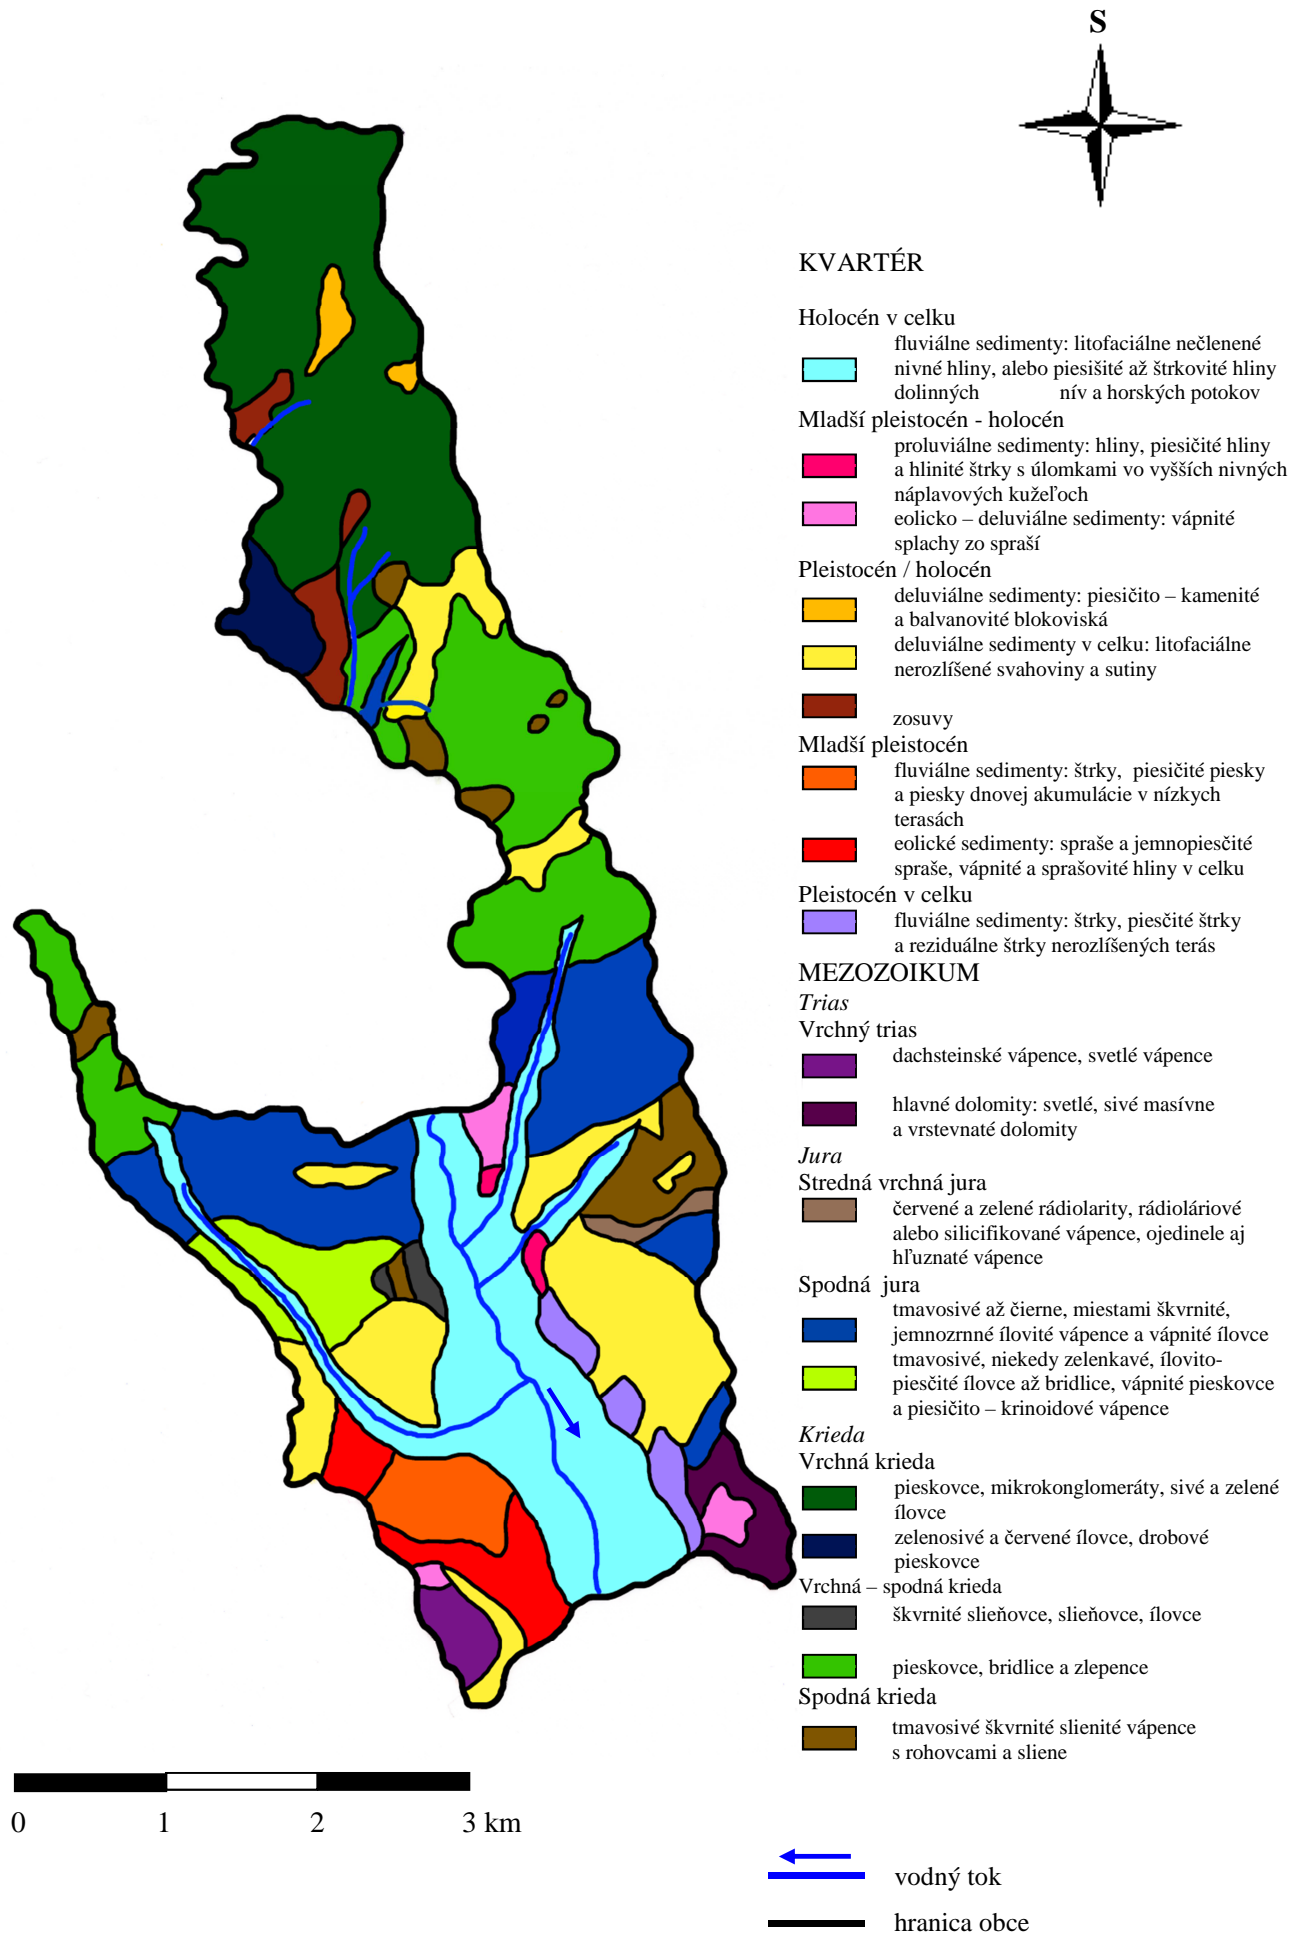 S
KVARTÉR
Holocén v celku
fluviálne sedimenty: litofaciálne nečlenené
nivné hliny, alebo piesišité až štrkovité hliny
dolinných nív a horských potokov
Mladší pleistocén - holocén
proluviálne sedimenty: hliny, piesičité hliny
a hlinité štrky s úlomkami vo vyšších nivných
náplavových kužeľoch
eolicko – deluviálne sedimenty: vápnité
splachy zo spraší
Pleistocén / holocén
deluviálne sedimenty: piesičito – kamenité
a balvanovité blokoviská
deluviálne sedimenty v celku: litofaciálne
nerozlíšené svahoviny a sutiny
zosuvy
Mladší pleistocén
fluviálne sedimenty: štrky, piesičité piesky
a piesky dnovej akumulácie v nízkych
terasách
eolické sedimenty: spraše a jemnopiesčité
spraše, vápnité a sprašovité hliny v celku
Pleistocén v celku
fluviálne sedimenty: štrky, piesčité štrky
a reziduálne štrky nerozlíšených terás
MEZOZOIKUM
Trias
Vrchný trias
dachsteinské vápence, svetlé vápence
hlavné dolomity: svetlé, sivé masívne
a vrstevnaté dolomity
Jura
Stredná vrchná jura
červené a zelené rádiolarity, rádioláriové
alebo silicifikované vápence, ojedinele aj
hľuznaté vápence
Spodná jura
tmavosivé až čierne, miestami škvrnité,
jemnozrnné ílovité vápence a vápnité ílovce
tmavosivé, niekedy zelenkavé, ílovito-
piesčité ílovce až bridlice, vápnité pieskovce
a piesičito – krinoidové vápence
Krieda
Vrchná krieda
pieskovce, mikrokonglomeráty, sivé a zelené
ílovce
zelenosivé a červené ílovce, drobové
pieskovce
Vrchná – spodná krieda
škvrnité slieňovce, slieňovce, ílovce
pieskovce, bridlice a zlepence
Spodná krieda
tmavosivé škvrnité slienité vápence
s rohovcami a sliene
0 1 2 3 km
vodný tok
hranica obce